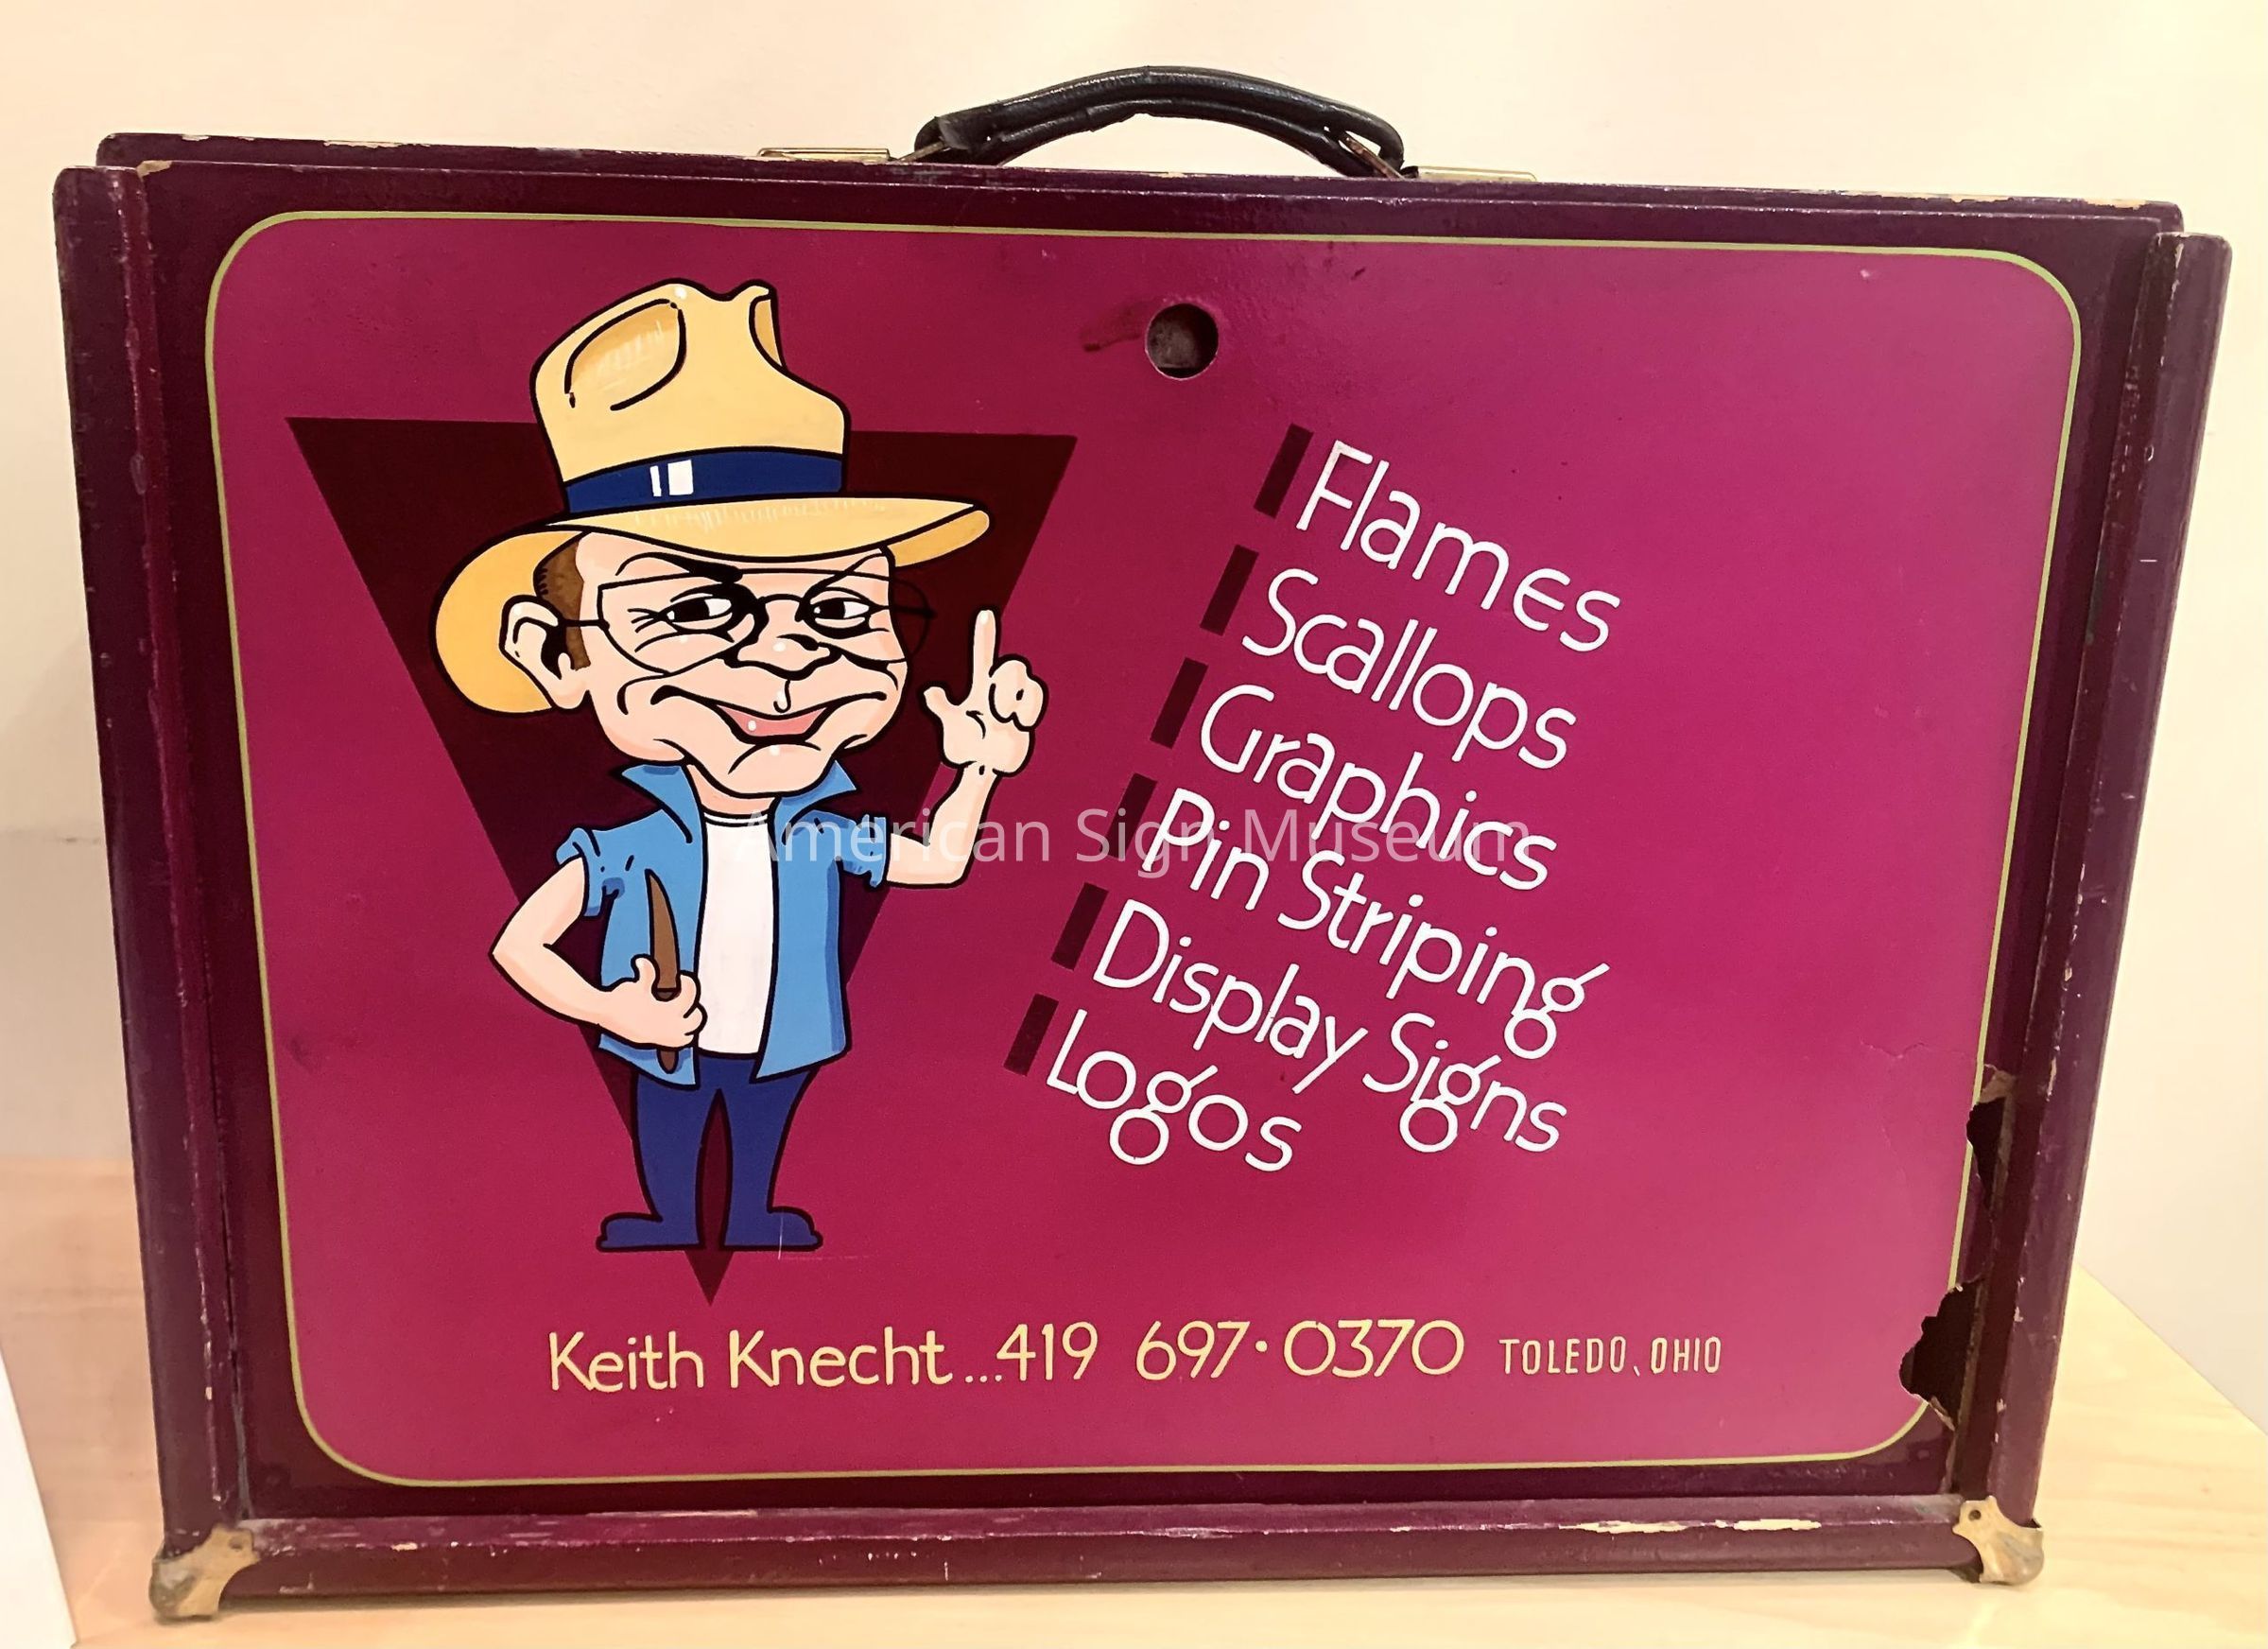 Flames
Scallops
Graphics
Pin Striping
Display Signs
Logos
American Sign Museum
Keith Knecht...419 697·0370 TOLEDO, OHIO